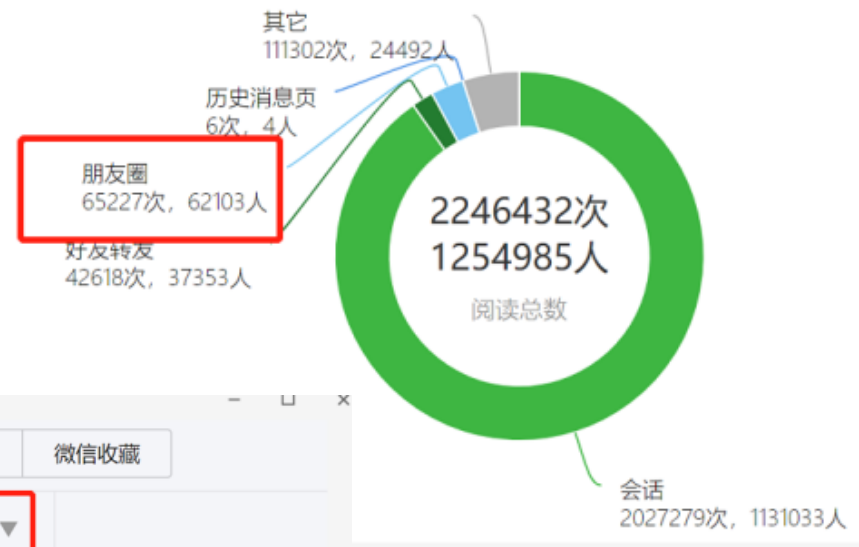 其它
111302次，24492人
历史消息页
6次，4人
朋友圈
65227次，62103人
好友转发
42618次，37353人
2246432次
1254985人
阅读总数
微信收藏
会话
2027279次，1131033人